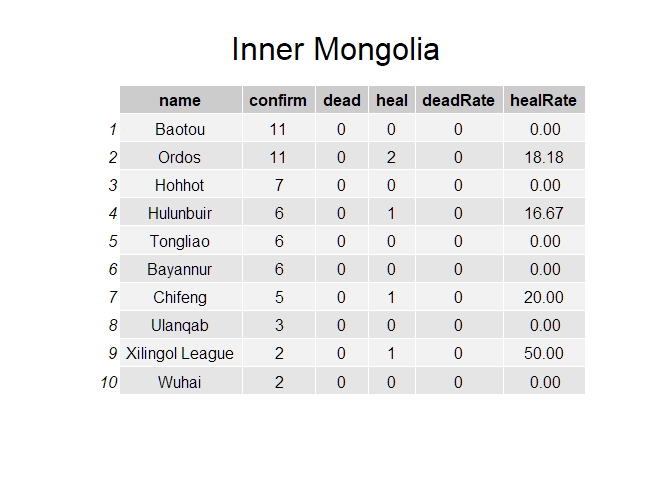 Inner Mongolia
name confirm dead heal deadRate healRate
1 Baotou 11 0 0 0 0.00
2 Ordos 11 0 2 0 18.18
3 Hohhot 7 0 0 0 0.00
4 Hulunbuir 6 0 1 0 16.67
5 Tongliao 6 0 0 0 0.00
6 Bayannur 6 0 0 0 0.00
7 Chifeng 5 0 1 0 20.00
8 Ulanqab 3 0 0 0 0.00
9 Xilingol League 2 0 1 0 50.00
10 Wuhai 2 0 0 0 0.00